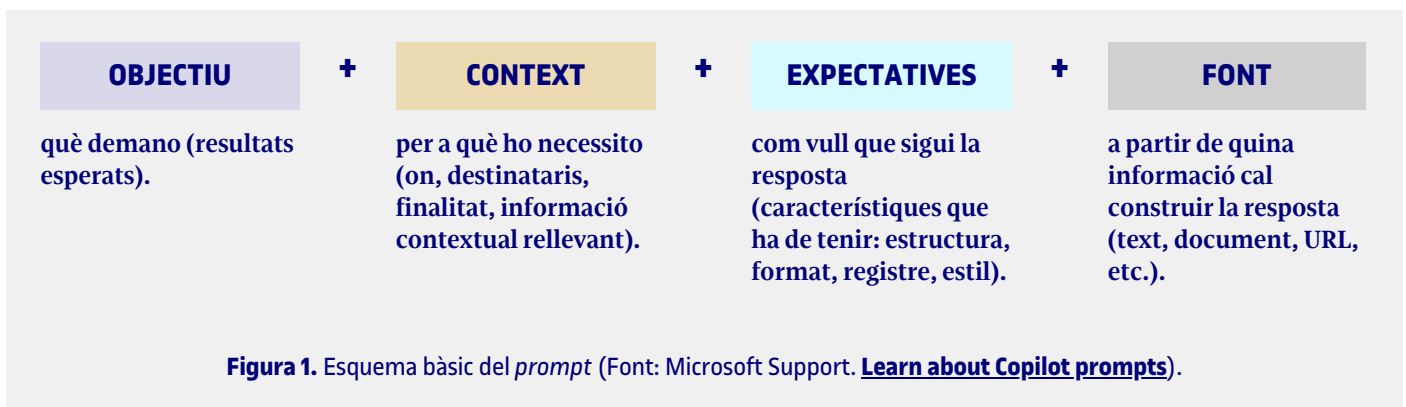 OBJECTIU
+
CONTEXT
+
EXPECTATIVES
+
FONT
què demano (resultats
esperats).
per a què ho necessito
(on, destinataris,
finalitat, informació
contextual rellevant).
com vull que sigui la
resposta
(característiques que
ha de tenir: estructura,
format, registre, estil).
a partir de quina
informació cal
construir la resposta
(text, document, URL,
etc.).
Figura 1. Esquema bàsic del prompt (Font: Microsoft Support. Learn about Copilot prompts).